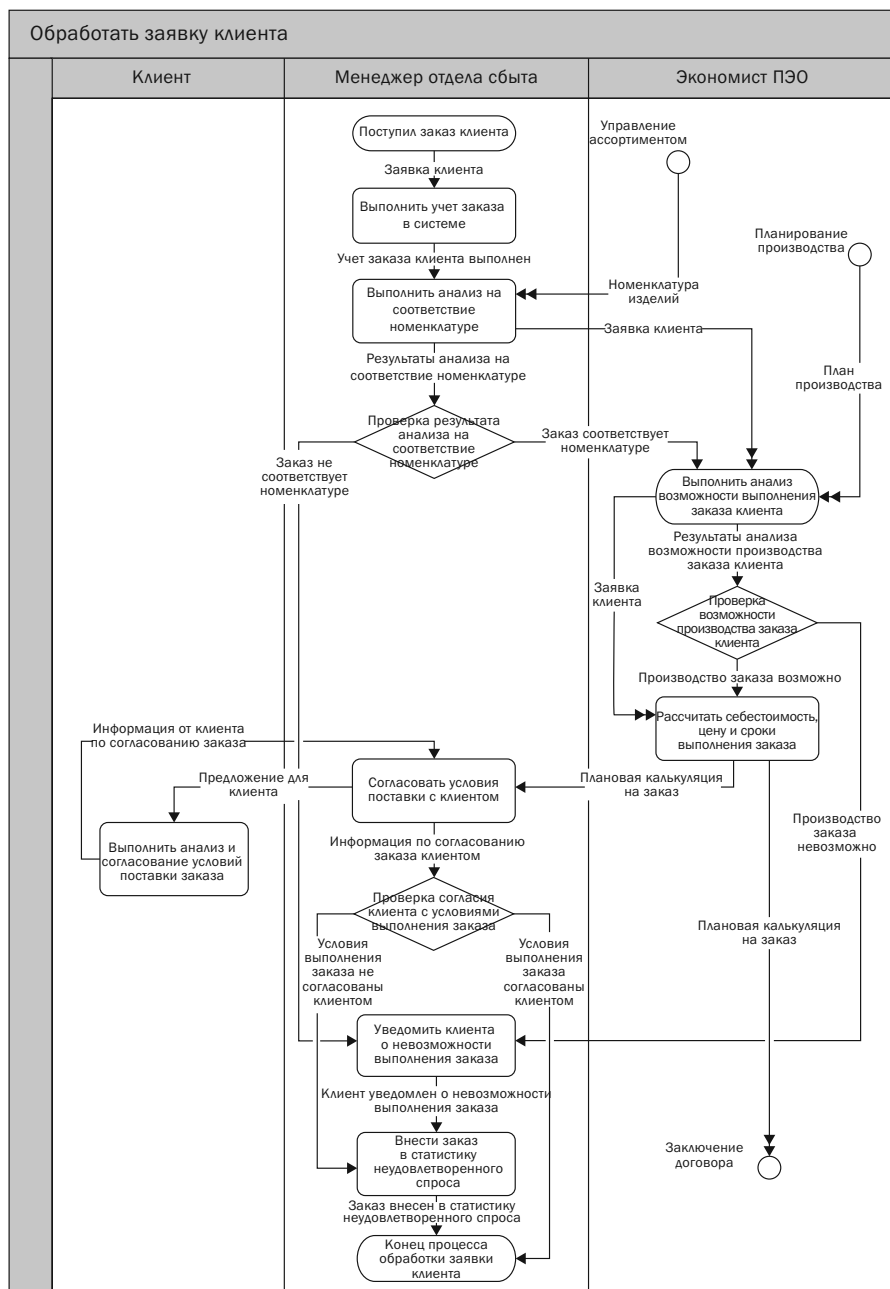 Обработать заявку клиента
Клиент
Менеджер отдела сбыта
Экономист ПЭО
Поступил заказ клиента
Управление
ассортиментом
Заявка клиента
Выполнить учет заказа
в системе
Планирование
производства
Учет заказа клиента выполнен
Выполнить анализ на
соответствие
номенклатуре
Номенклатура
изделий
Заявка клиента
Результаты анализа на
соответствие номенклатуре
План
производства
Проверка результата
анализа на
соответствие
номенклатуре
Заказ соответствует
номенклатуре
Заказ не
соответствует
номенклатуре
Выполнить анализ
возможности выполнения
заказа клиента
Результаты анализа
возможности производства
заказа клиента
Заявка
клиента
Проверка
возможности
производства заказа
клиента
Производство заказа возможно
Рассчитать себестоимость,
цену и сроки
выполнения заказа
Информация от клиента
по согласованию заказа
Предложение для
клиента
Согласовать условия
поставки с клиентом
Плановая калькуляция
на заказ
Выполнить анализ и
согласование условий
поставки заказа
Информация по согласованию
заказа клиентом
Производство
заказа
невозможно
Проверка согласия
клиента с условиями
выполнения заказа
Условия
выполнения
заказа не
согласованы
клиентом
Условия
выполнения
заказа
согласованы
клиентом
Плановая калькуляция
на заказ
Уведомить клиента
о невозможности
выполнения заказа
Клиент уведомлен о невозможности
выполнения заказа
Внести заказ
в статистику
неудовлетворенного
спроса
Заключение
договора
Заказ внесен в статистику
неудовлетворенного спроса
Конец процесса
обработки заявки
клиента